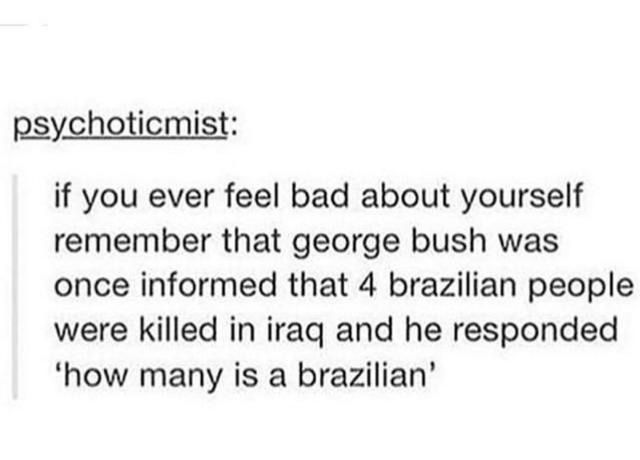 psychoticmist:
if you ever feel bad about yourself
remember that george bush was
once informed that 4 brazilian people
were killed in iraq and he responded
‘how many is a brazilian’